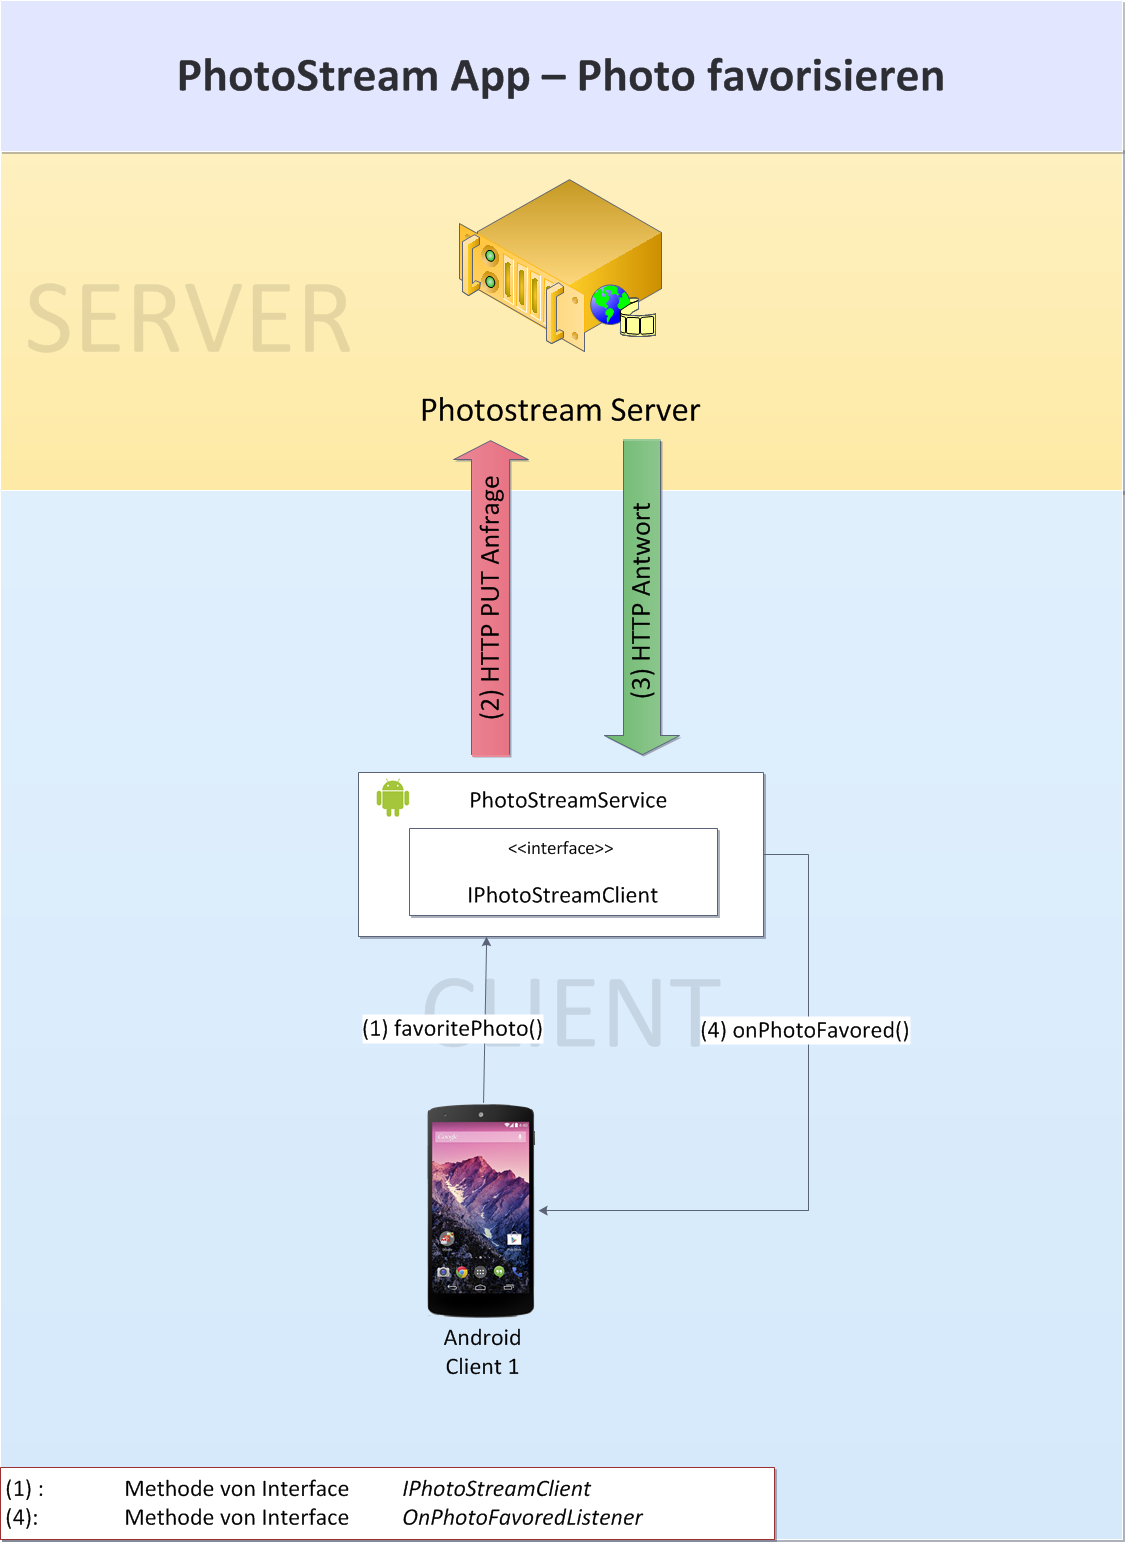 PhotoStream App – Photo favorisieren
SERVER
Photostream Server
(2) HTTP PUT Anfrage
(3) HTTP Antwort
PhotoStreamService
<<interface>>
IPhotoStreamClient
CLIENT
(1) favoritePhoto()
(4) onPhotoFavored()
Google
Android
Client 1
(1) : Methode von Interface IPhotoStreamClient
(4): Methode von Interface OnPhotoFavoredListener